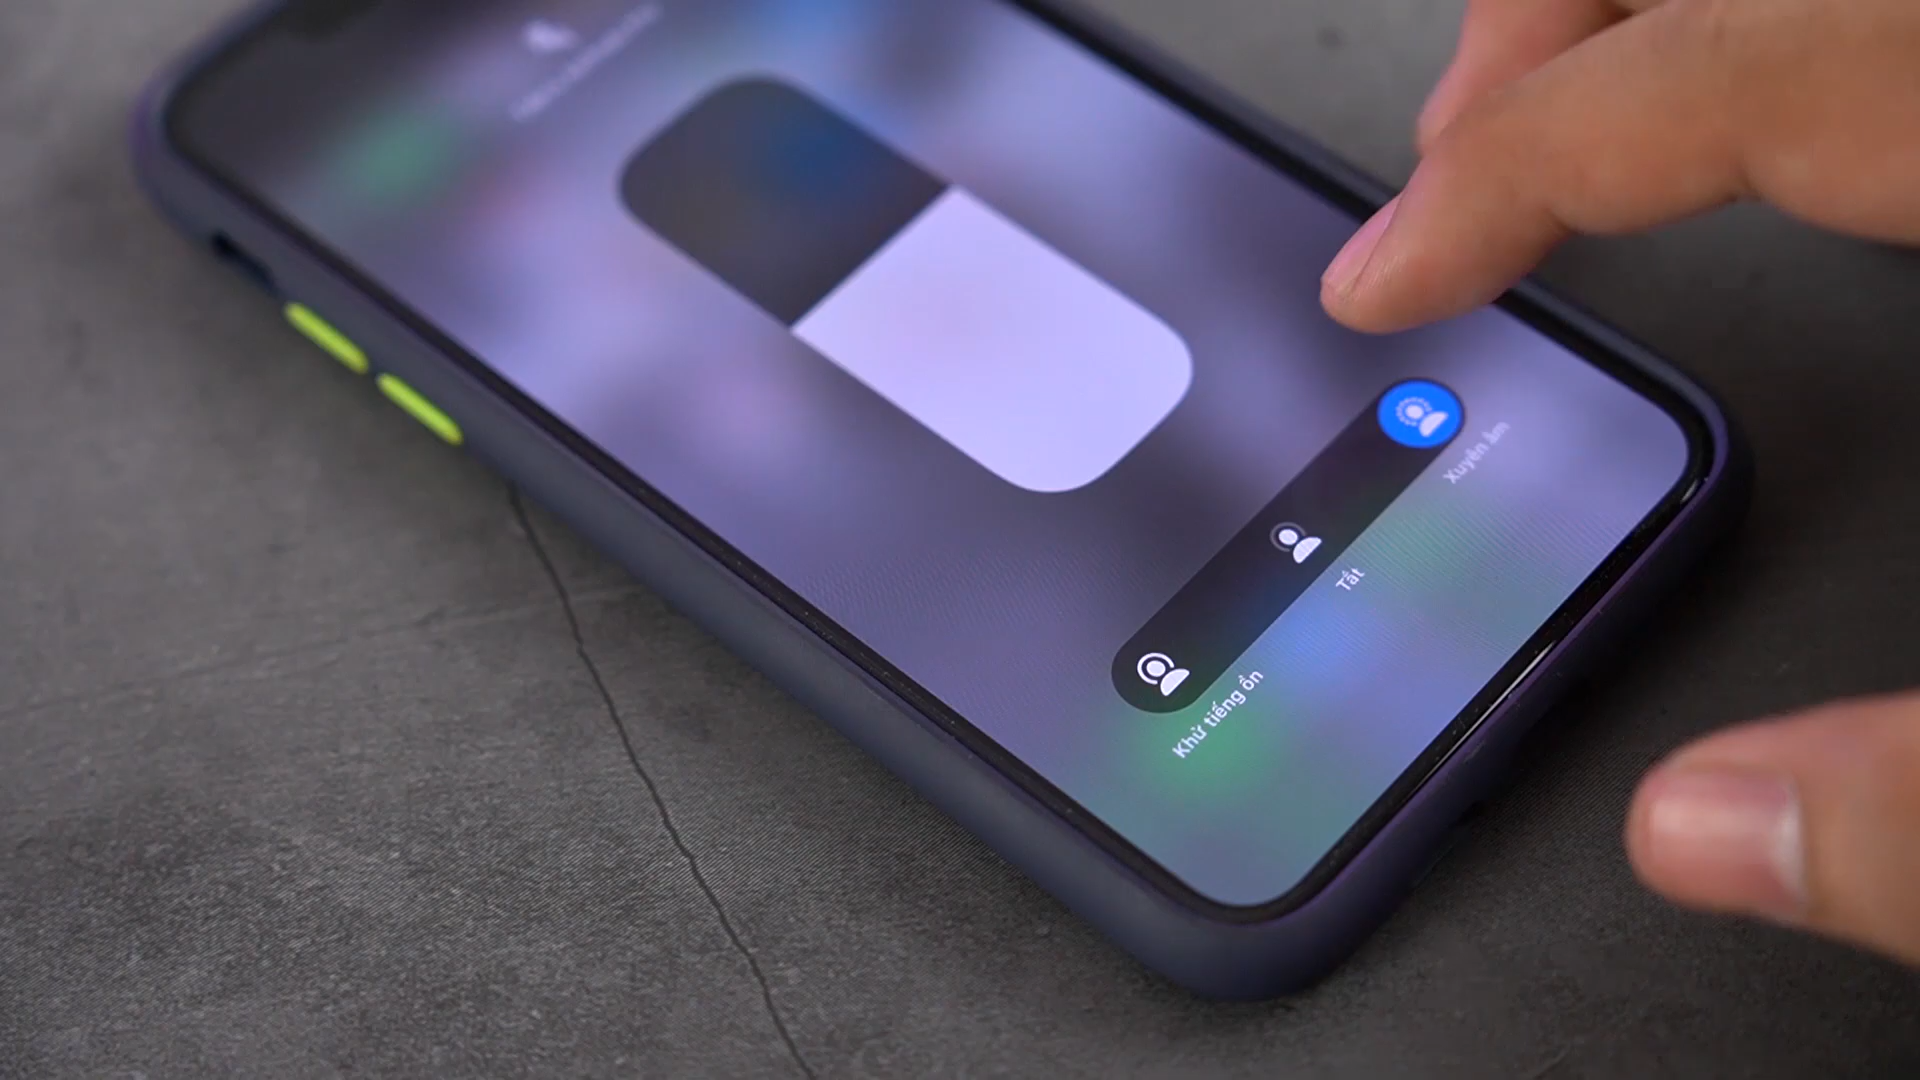 Khử tiếng ồn
Tắt
Xuyên âm